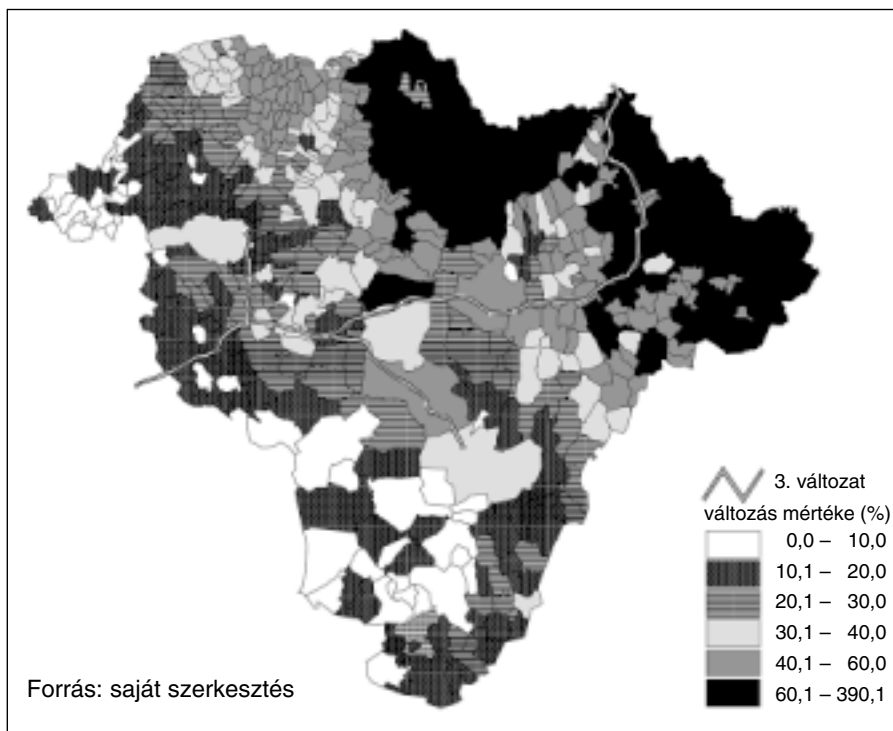 3. változat
változás mértéke (%)
0,0 – 10,0
10,1 – 20,0
20,1 – 30,0
30,1 – 40,0
40,1 – 60,0
60,1 – 390,1
Forrás: saját szerkesztés